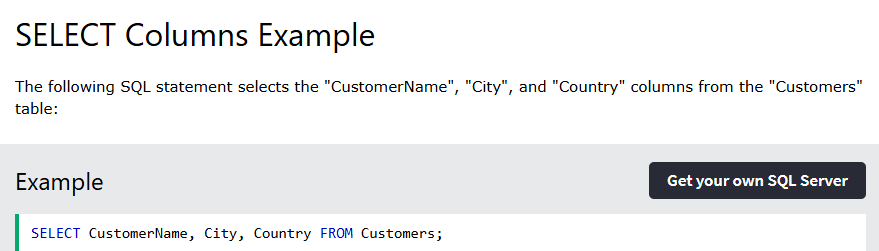 SELECT Columns Example
The following SQL statement selects the "CustomerName", "City", and "Country" columns from the "Customers"
table:
Example
Get your own SQL Server
SELECT CustomerName, City, Country FROM Customers;